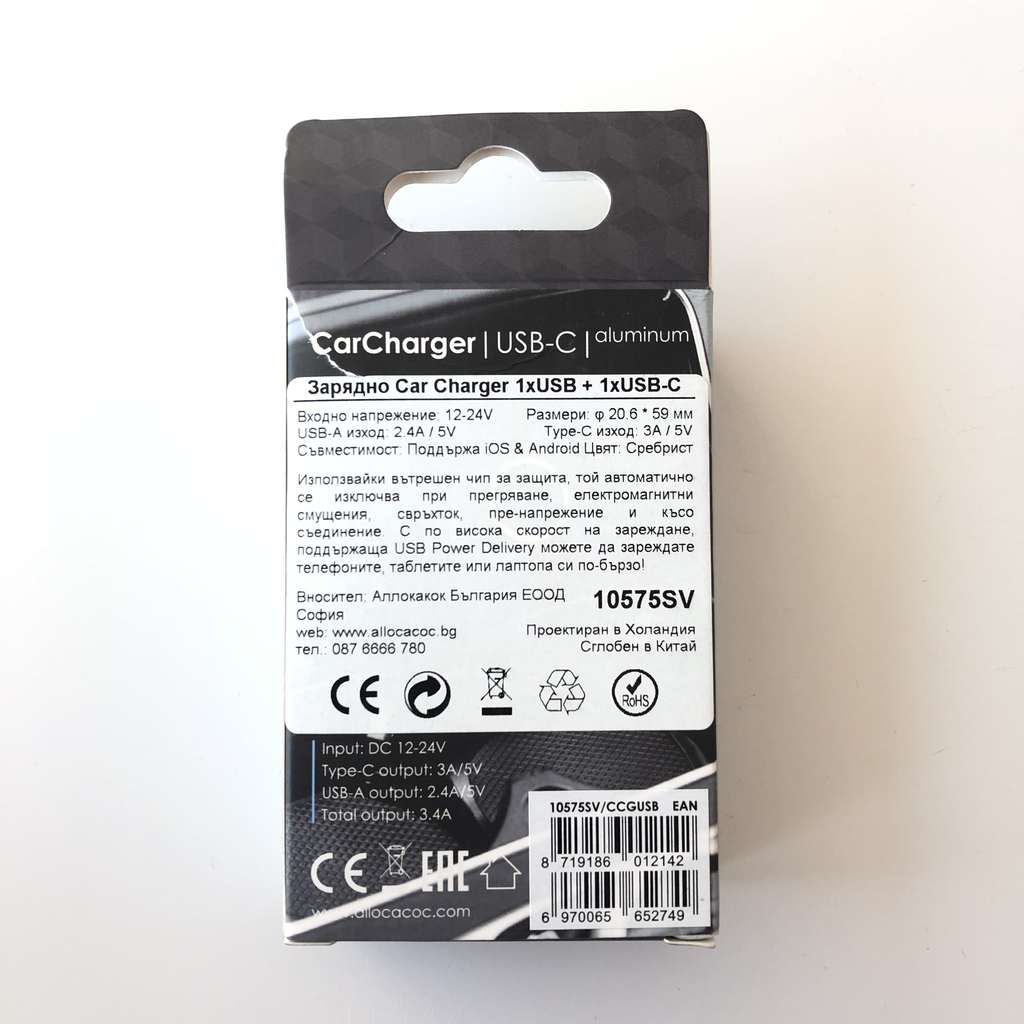 CarCharger | USB-C | aluminum
Зарядно Car Charger 1xUSB + 1xUSB-C
Входно напрежение: 12-24V Размери: φ 20.6 * 59 мм
USB-A изход: 2.4A / 5V Type-C изход: 3A / 5V
Съвместимост: Поддържа iOS & Android Цвят: Сребрист
Използвайки вътрешен чип за защита, той автоматично
се изключва при прегряване, електромагнитни
смущения, свръхток, пре-напрежение и късо
съединение. С по висока скорост на зареждане,
поддържаща USB Power Delivery можете да зареждате
телефоните, таблетите или лаптопа си по-бързо!
Вносител: Аллокакок България ЕООД
София
10575SV
web: www.allocacoc.bg
тел.: 087 6666 780
Проектиран в Холандия
Сглобен в Китай
CE
RoHS
Input: DC 12-24V
Type-C output: 3A/5V
USB-A output: 2.4A/5V
Total output: 3.4A
CE EAC
www.allocacoc.com
10575SV/CCGUSB EAN
8 719186 012142
6 970065 652749